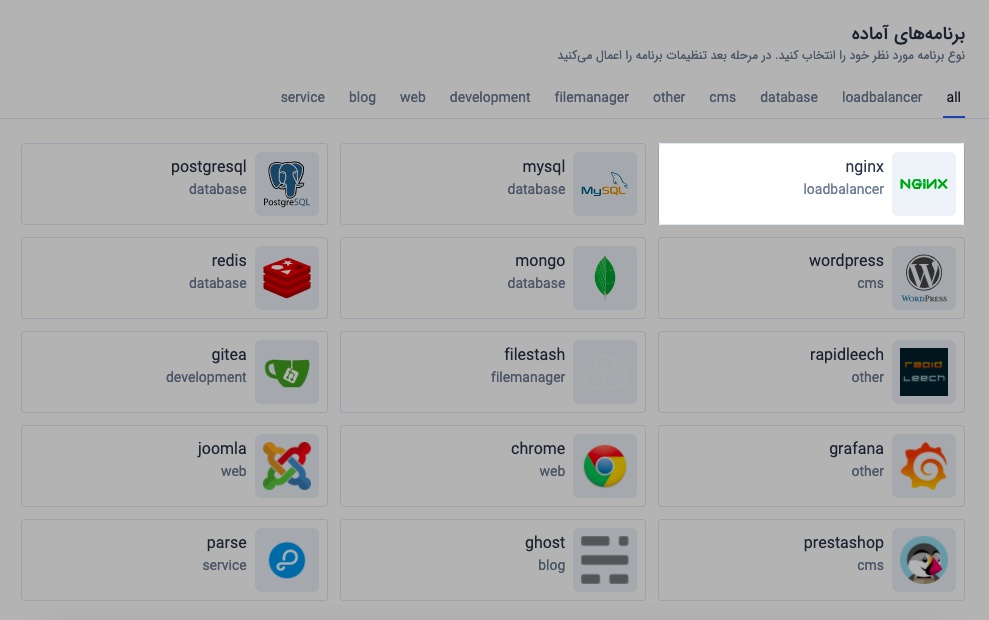 برنامه‌های آماده
نوع برنامه مورد نظر خود را انتخاب کنید. در مرحله بعد تنظیمات برنامه را اعمال می‌کنید
all loadbalancer database cms other filemanager development web blog service
nginx
loadbalancer
NGINX
mysql
database
MySQL
postgresql
database
PostgreSQL
wordpress
cms
WORDPRESS
mongo
database
redis
database
rapidleech
other
rapid
LEECH
filestash
filemanager
gitea
development
grafana
other
chrome
web
joomla
web
prestashop
cms
ghost
blog
parse
service